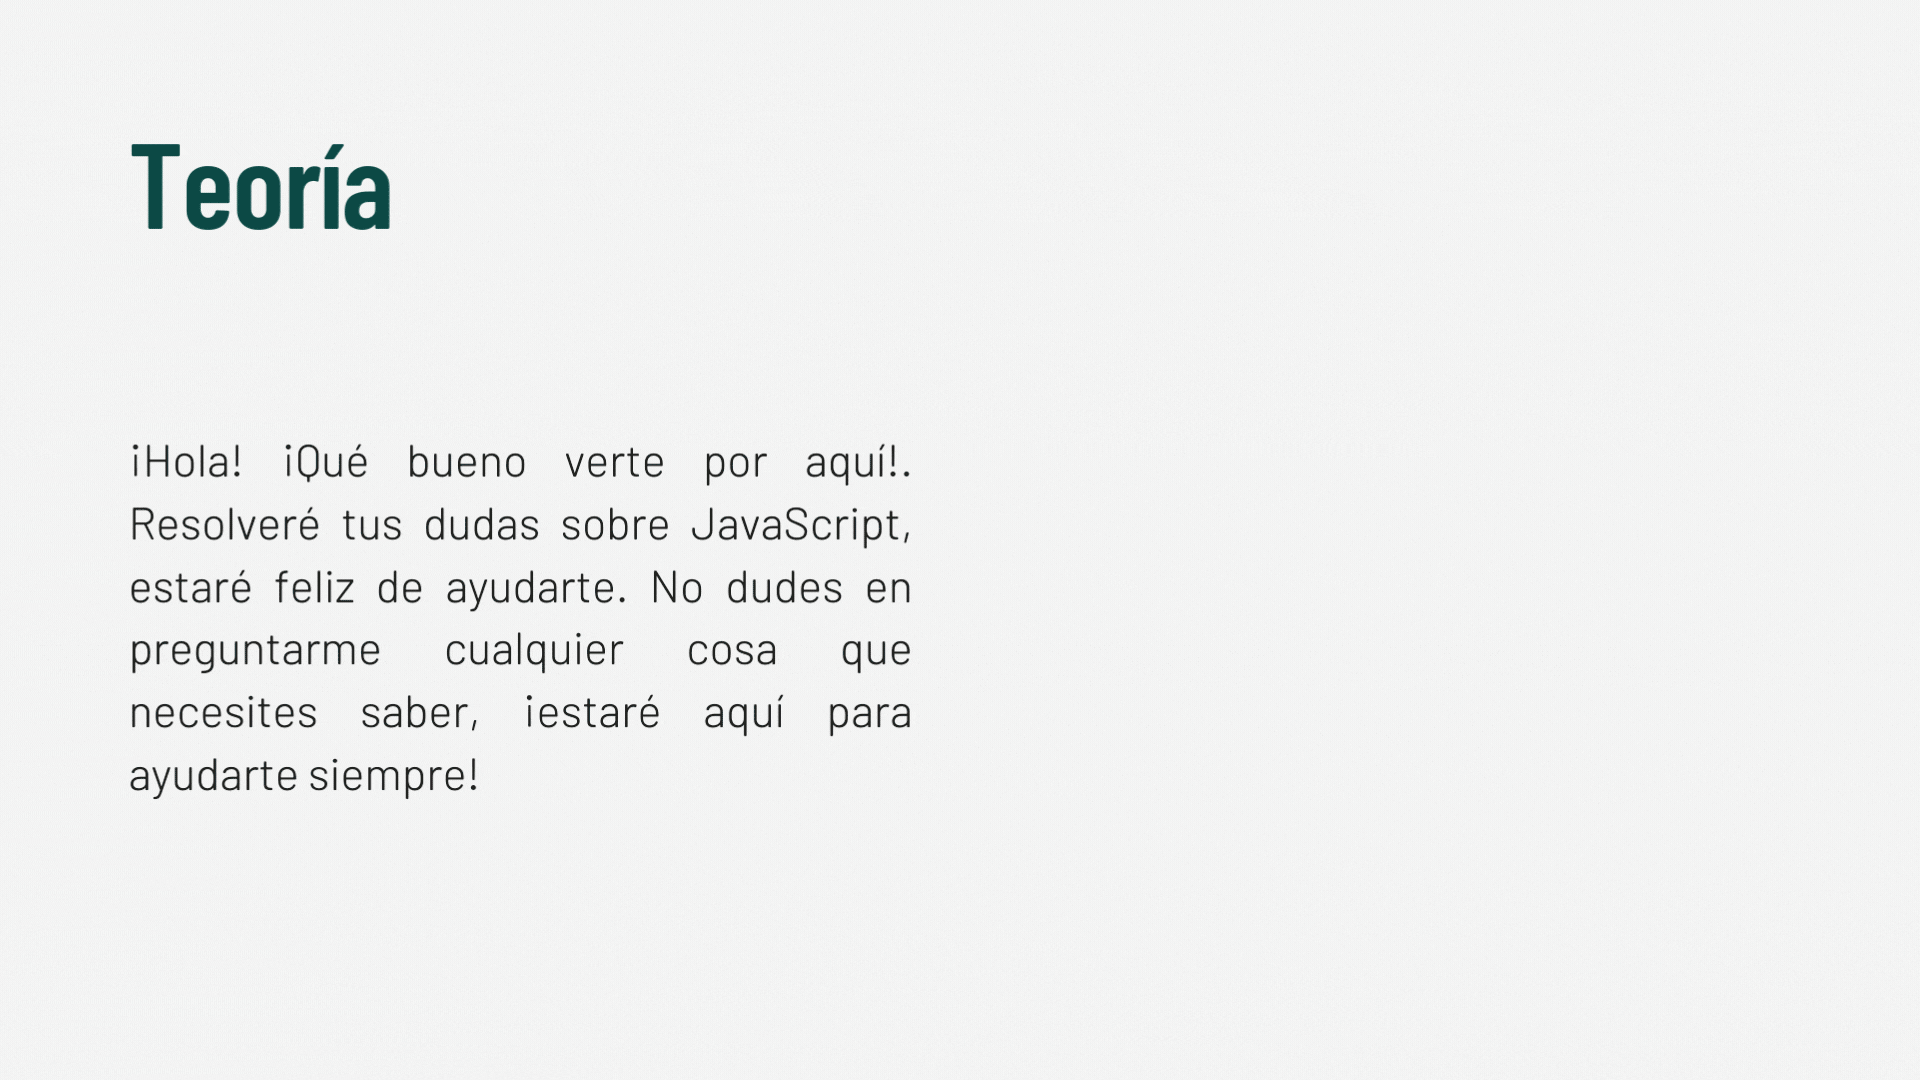 Teoría
¡Hola! ¡Qué bueno verte por aquí!.
Resolveré tus dudas sobre JavaScript,
estaré feliz de ayudarte. No dudes en
preguntarme cualquier cosa que
necesites saber, ¡estaré aquí para
ayudarte siempre!